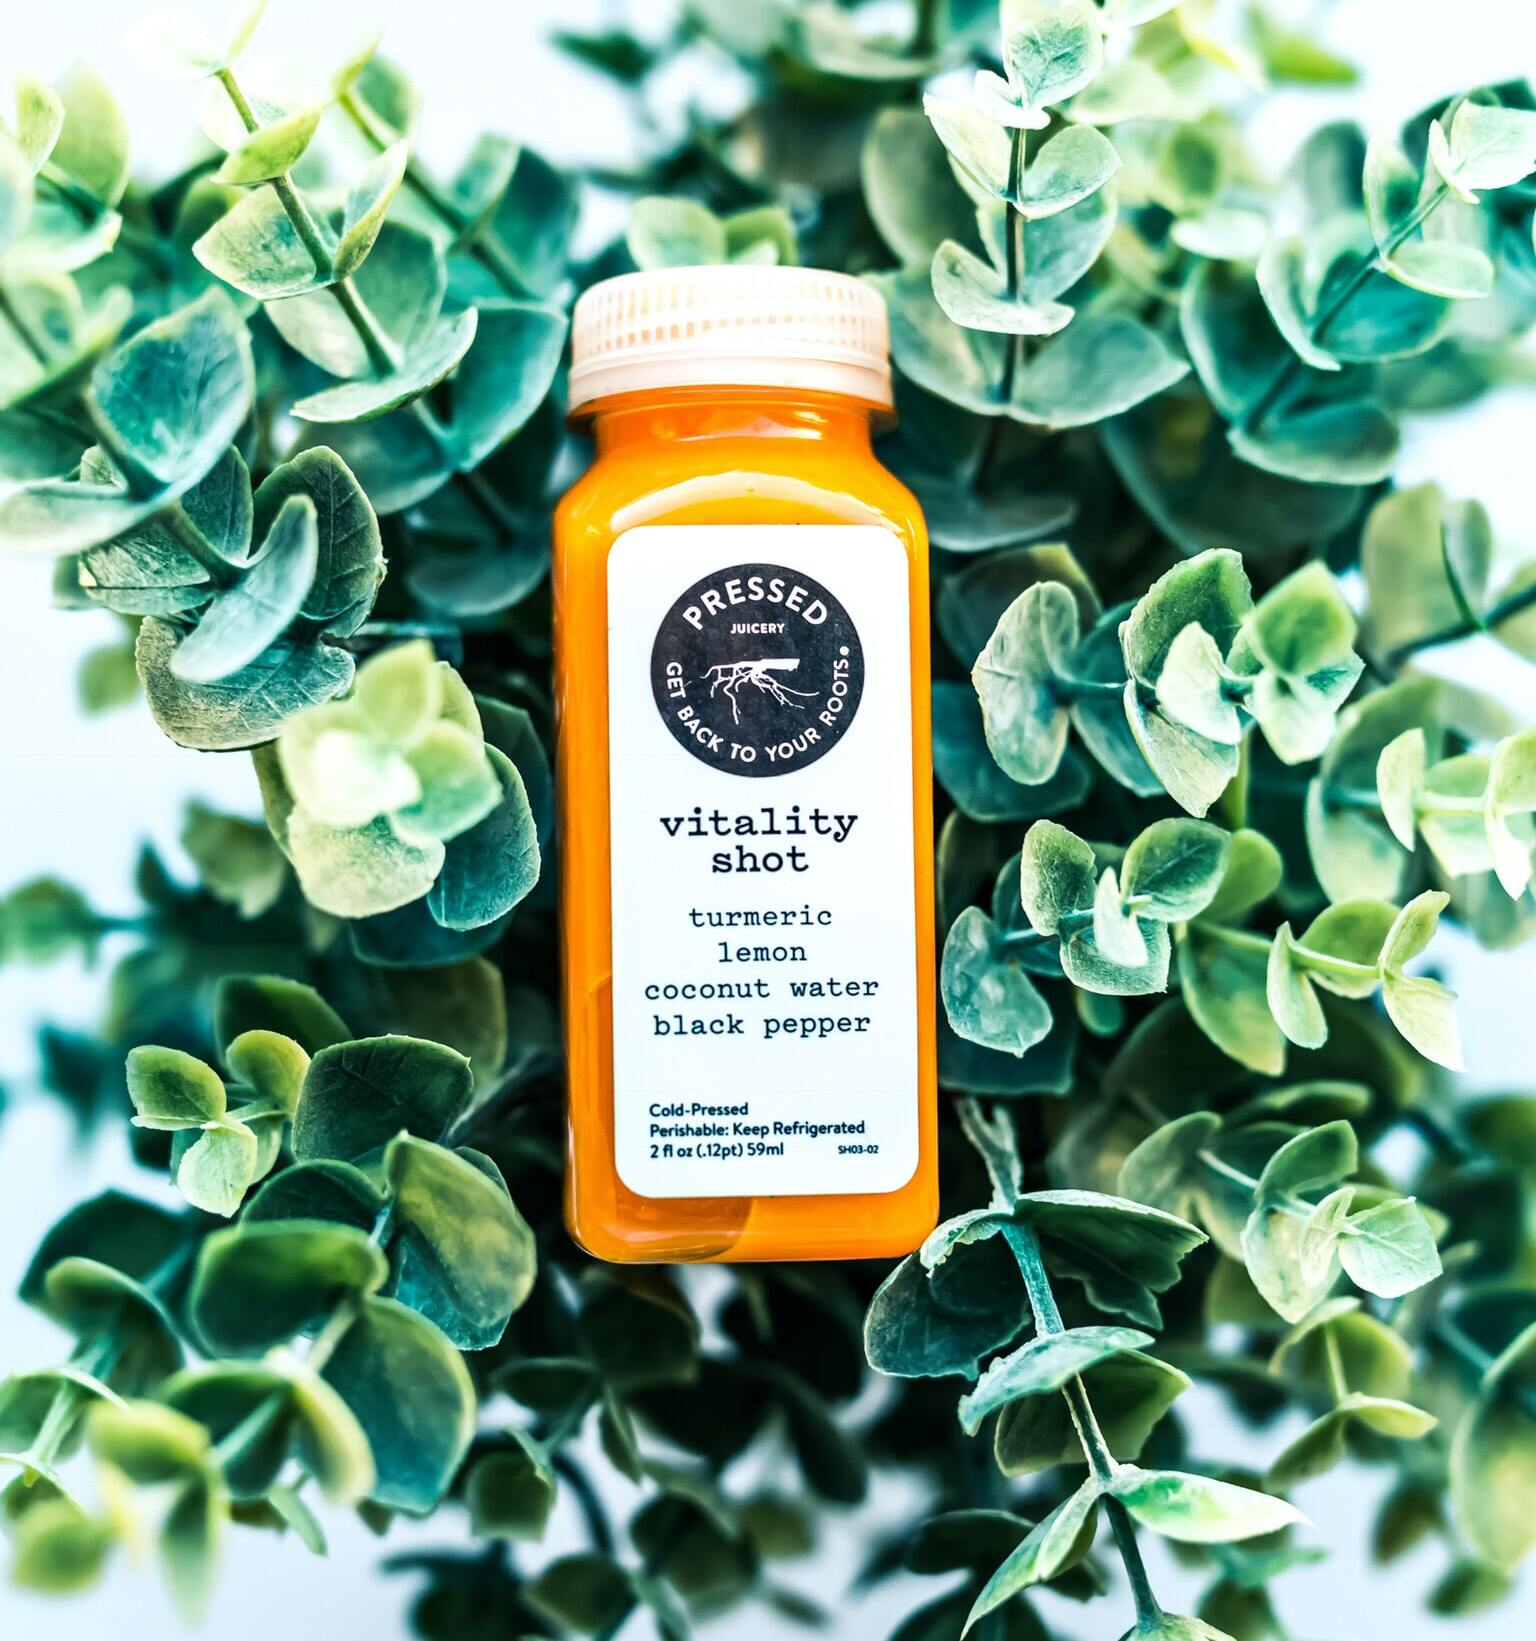 PRESSED
JUICERY
GET BACK TO YOUR ROOTS.
vitality
shot
turmeric
lemon
coconut water
black pepper
Cold-Pressed
Perishable: Keep Refrigerated
2 fl oz (.12pt) 59ml SH03-02